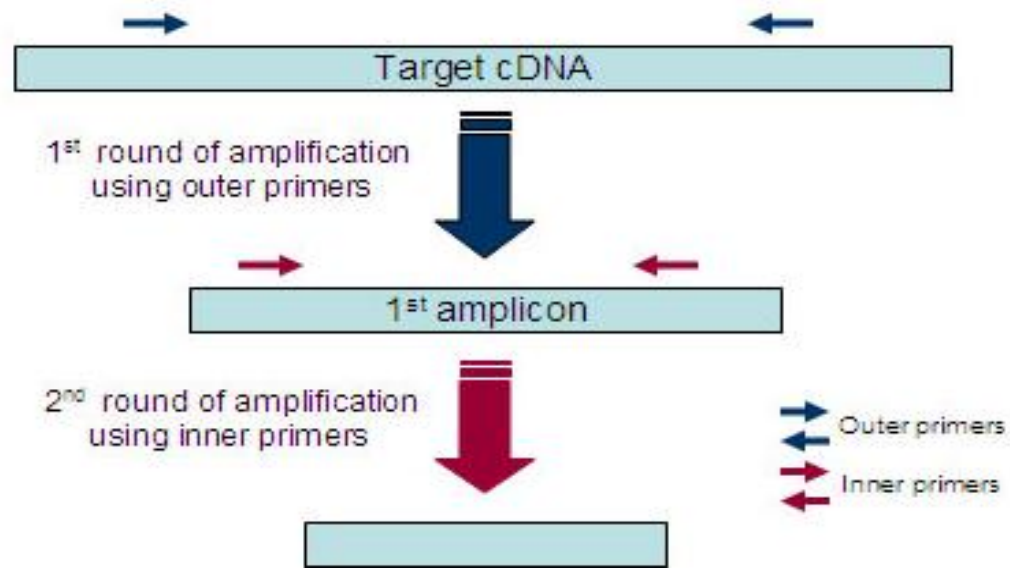 Target cDNA
1st round of amplification
using outer primers
1st amplicon
2nd round of amplification
using inner primers
Outer primers
Inner primers